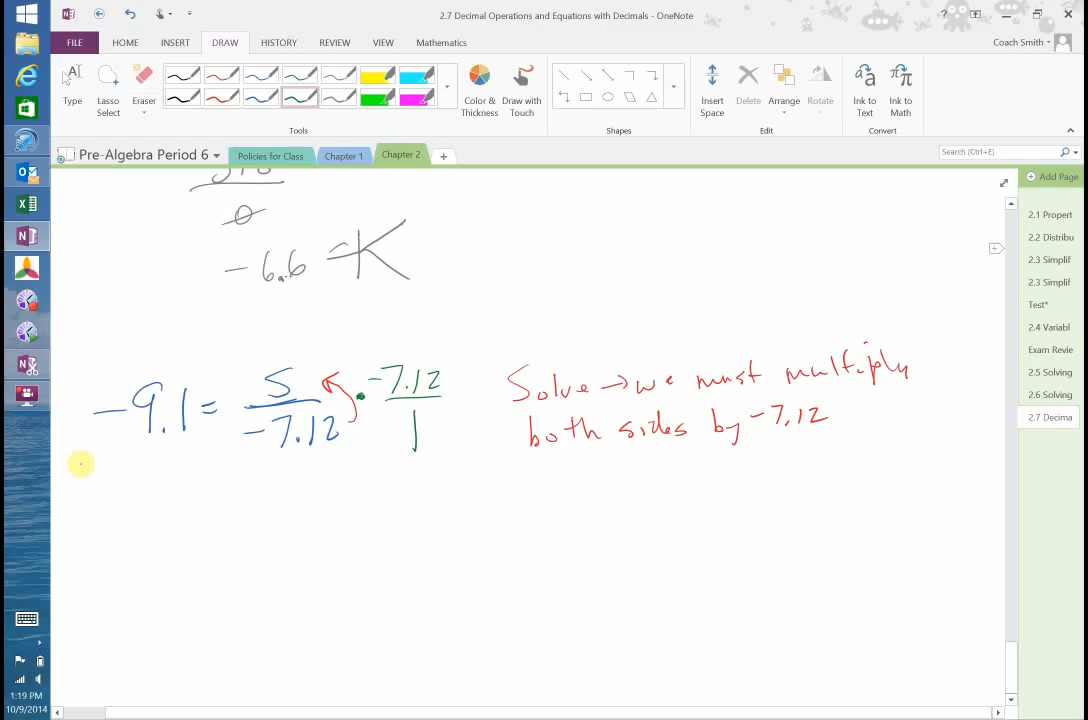 2.7 Decimal Operations and Equations with Decimals - OneNote
?
FILE HOME INSERT DRAW HISTORY REVIEW VIEW Mathematics
Coach Smith
Type
Lasso Select
Eraser
Color & Thickness
Draw with Touch
Insert Space
Delete
Arrange
Rotate
Ink to Text
Ink to Math
Tools
Shapes
Edit
Convert
Pre-Algebra Period 6
Policies for Class
Chapter 1
Chapter 2
Search (Ctrl+E)
Add Page
2.1 Propert
2.2 Distribu
2.3 Simplif
2.3 Simplif
Test*
2.4 Variabl
Exam Revie
2.5 Solving
2.6 Solving
2.7 Decima
0
-6.6 = K
-9.1 = S / -7.12 • -7.12 / 1
Solve → we must multiply
both sides by -7.12
1:19 PM
10/9/2014